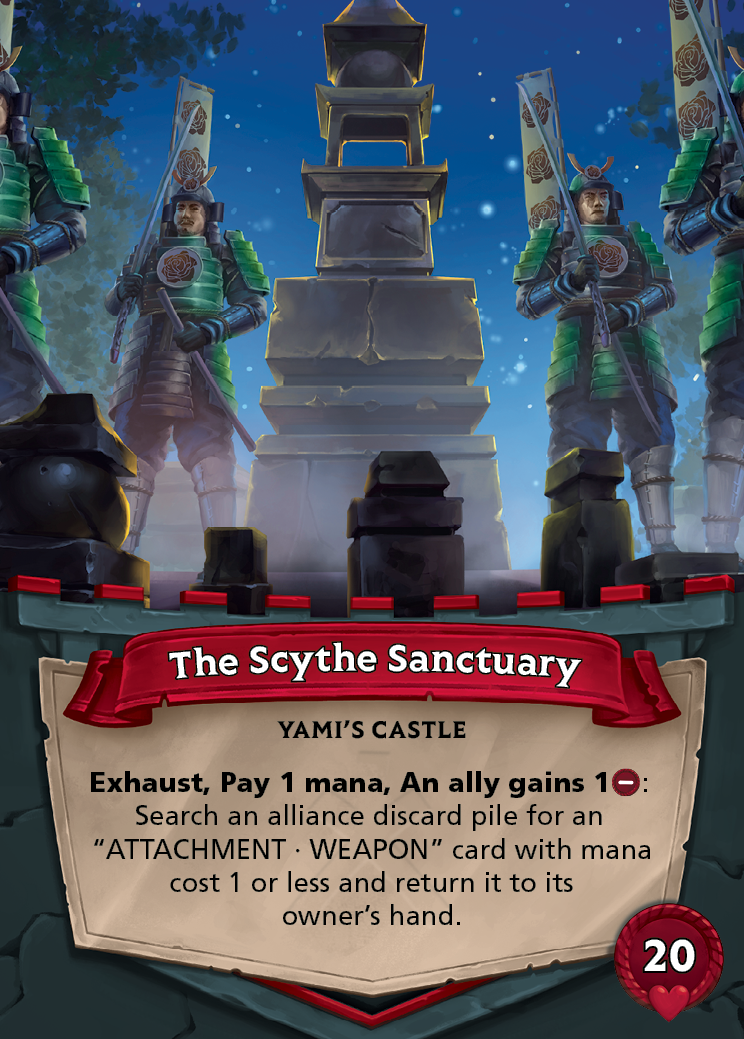 The Scythe Sanctuary
YAMI'S CASTLE
Exhaust, Pay 1 mana, An ally gains 1⊖:
Search an alliance discard pile for an
“ATTACHMENT · WEAPON” card with mana
cost 1 or less and return it to its
owner’s hand.
20